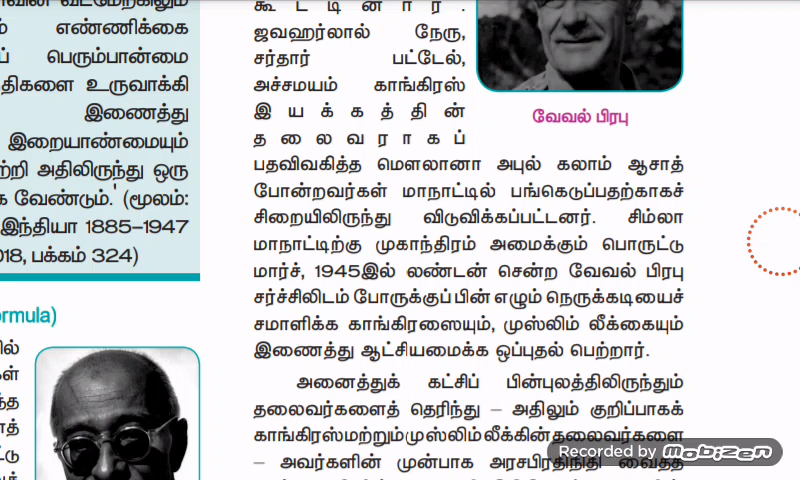 எண்ணிக்கை
பெரும்பான்மை
உருவாக்கி
இணைத்து
இறையாண்மையும்
அதிலிருந்து ஒரு
வேண்டும்.' (மூலம்:
இந்தியா 1885–1947
பக்கம் 324)
கூட்டினார்.
ஜவஹர்லால் நேரு,
சர்தார் பட்டேல்,
அச்சமயம் காங்கிரஸ்
இயக்கத்தின்
தலைவராகப்
பதவிவகித்த மௌலானா அபுல் கலாம் ஆசாத்
போன்றவர்கள் மாநாட்டில் பங்கெடுப்பதற்காகச்
சிறையிலிருந்து விடுவிக்கப்பட்டனர். சிம்லா
மாநாட்டிற்கு முகாந்திரம் அமைக்கும் பொருட்டு
மார்ச், 1945இல் லண்டன் சென்ற வேவல் பிரபு
சர்ச்சிலிடம் போருக்குப் பின் எழும் நெருக்கடியைச்
சமாளிக்க காங்கிரஸையும், முஸ்லிம் லீக்கையும்
இணைத்து ஆட்சியமைக்க ஒப்புதல் பெற்றார்.
அனைத்துக் கட்சிப் பின்புலத்திலிருந்தும்
தலைவர்களைத் தெரிந்து – அதிலும் குறிப்பாகக்
காங்கிரஸ் மற்றும் முஸ்லிம் லீக்கின் தலைவர்களை
– அவர்களின் முன்பாக அரசபிரதிநிதி வைத்த
வேவல் பிரபு
Recorded by mobizen